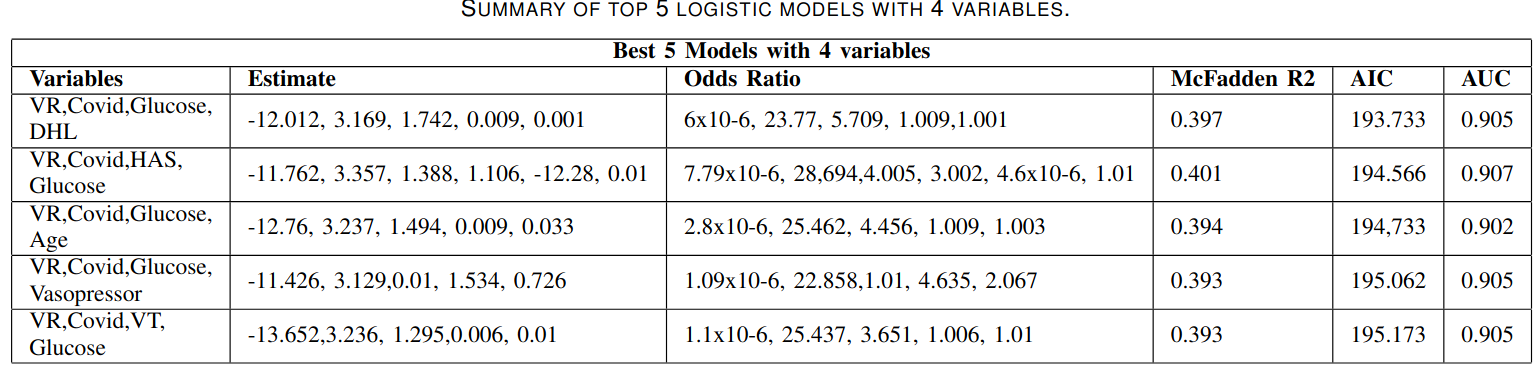 SUMMARY OF TOP 5 LOGISTIC MODELS WITH 4 VARIABLES.
Best 5 Models with 4 variables
Variables Estimate Odds Ratio McFadden R2 AIC AUC
VR,Covid,Glucose,
DHL
-12.012, 3.169, 1.742, 0.009, 0.001 6x10-6, 23.77, 5.709, 1.009,1.001 0.397 193.733 0.905
VR,Covid,HAS,
Glucose
-11.762, 3.357, 1.388, 1.106, -12.28, 0.01 7.79x10-6, 28,694,4.005, 3.002, 4.6x10-6, 1.01 0.401 194.566 0.907
VR,Covid,Glucose,
Age
-12.76, 3.237, 1.494, 0.009, 0.033 2.8x10-6, 25.462, 4.456, 1.009, 1.003 0.394 194,733 0.902
VR,Covid,Glucose,
Vasopressor
-11.426, 3.129,0.01, 1.534, 0.726 1.09x10-6, 22.858,1.01, 4.635, 2.067 0.393 195.062 0.905
VR,Covid,VT,
Glucose
-13.652,3.236, 1.295,0.006, 0.01 1.1x10-6, 25.437, 3.651, 1.006, 1.01 0.393 195.173 0.905